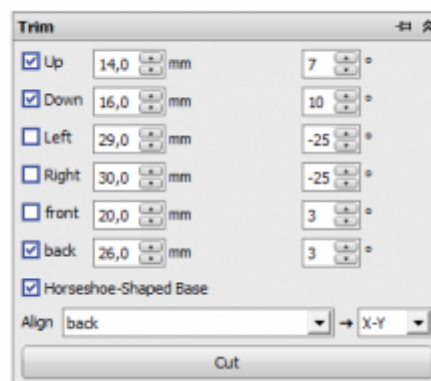 Trim
Up 14,0 mm 7 °
Down 16,0 mm 10 °
Left 29,0 mm -25 °
Right 30,0 mm -25 °
front 20,0 mm 3 °
back 26,0 mm 3 °
Horseshoe-Shaped Base
Align back → X-Y
Cut